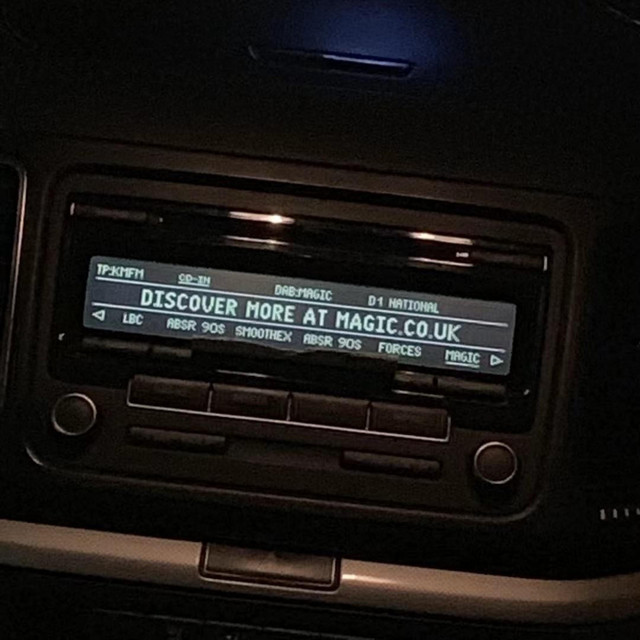 TP:KMFM CD-IN DAB:MAGIC D1 NATIONAL
DISCOVER MORE AT MAGIC.CO.UK
LBC ABSR 90S SMOOTHEX ABSR 90S FORCES MAGIC